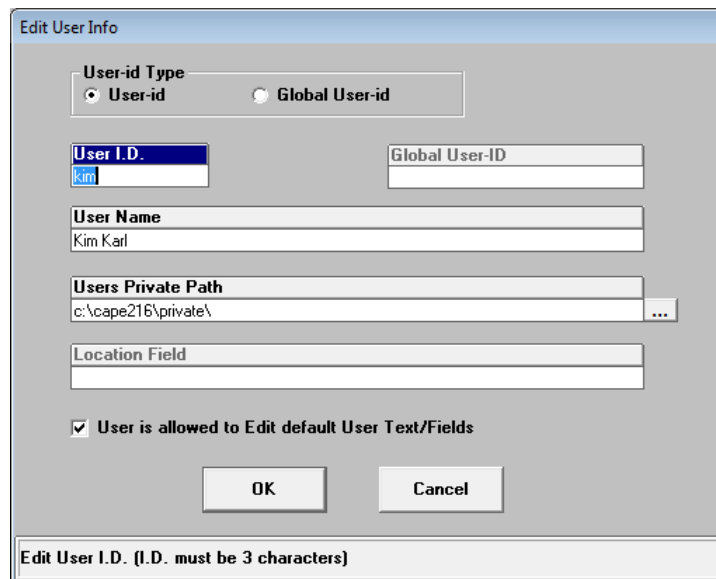 Edit User Info
User-id Type
User-id Global User-id
User I.D. Global User-ID
kim
User Name
Kim Karl
Users Private Path
c:\cape216\private\ ...
Location Field
User is allowed to Edit default User Text/Fields
OK Cancel
Edit User I.D. (I.D. must be 3 characters)